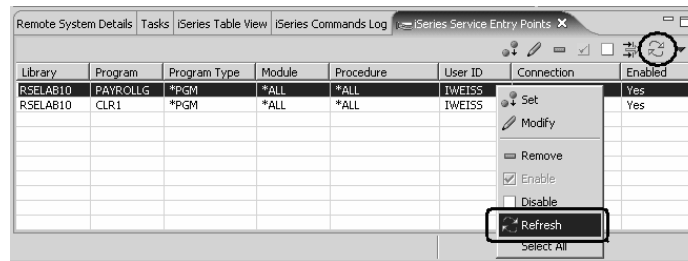 Remote System Details Tasks iSeries Table View iSeries Commands Log iSeries Service Entry Points
Library Program Program Type Module Procedure User ID Connection Enabled
RSELAB10 PAYROLLG *PGM *ALL *ALL IWEISS Yes
RSELAB10 CLR1 *PGM *ALL *ALL IWEISS Yes
Set
Modify
Remove
Enable
Disable
Refresh
Select All